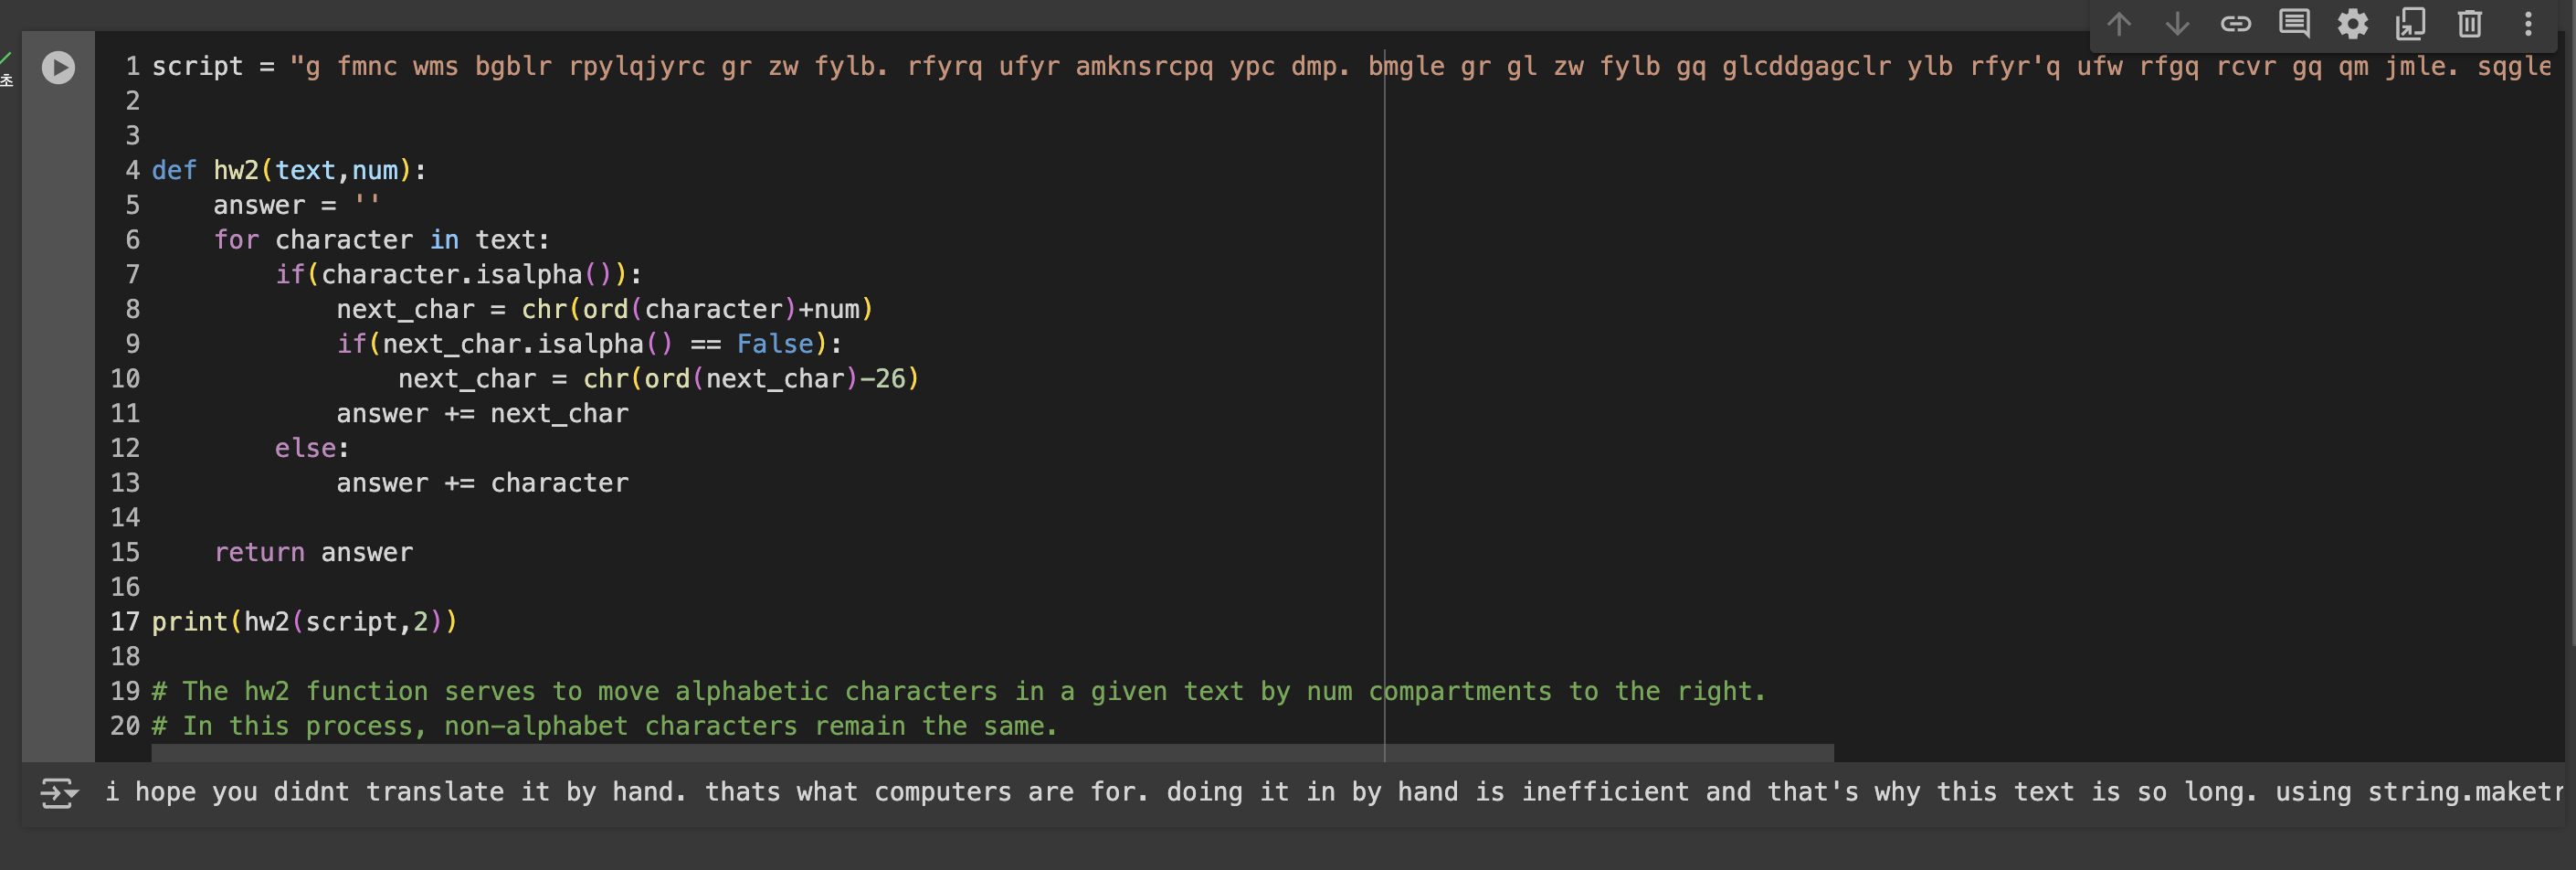 초
1 script = "g fmnc wms bgblr rpylqjyrc gr zw fylb. rfyrq ufyr amknsrcpq ypc dmp. bmgle gr gl zw fylb gq glcddgagclr ylb rfyr'q ufw rfgq rcvr gq qm jmle. sqgle
2
3
4 def hw2(text,num):
5     answer = ''
6     for character in text:
7         if(character.isalpha()):
8             next_char = chr(ord(character)+num)
9             if(next_char.isalpha() == False):
10                 next_char = chr(ord(next_char)-26)
11             answer += next_char
12         else:
13             answer += character
14
15     return answer
16
17 print(hw2(script,2))
18
19 # The hw2 function serves to move alphabetic characters in a given text by num compartments to the right.
20 # In this process, non-alphabet characters remain the same.
i hope you didnt translate it by hand. thats what computers are for. doing it in by hand is inefficient and that's why this text is so long. using string.maketr